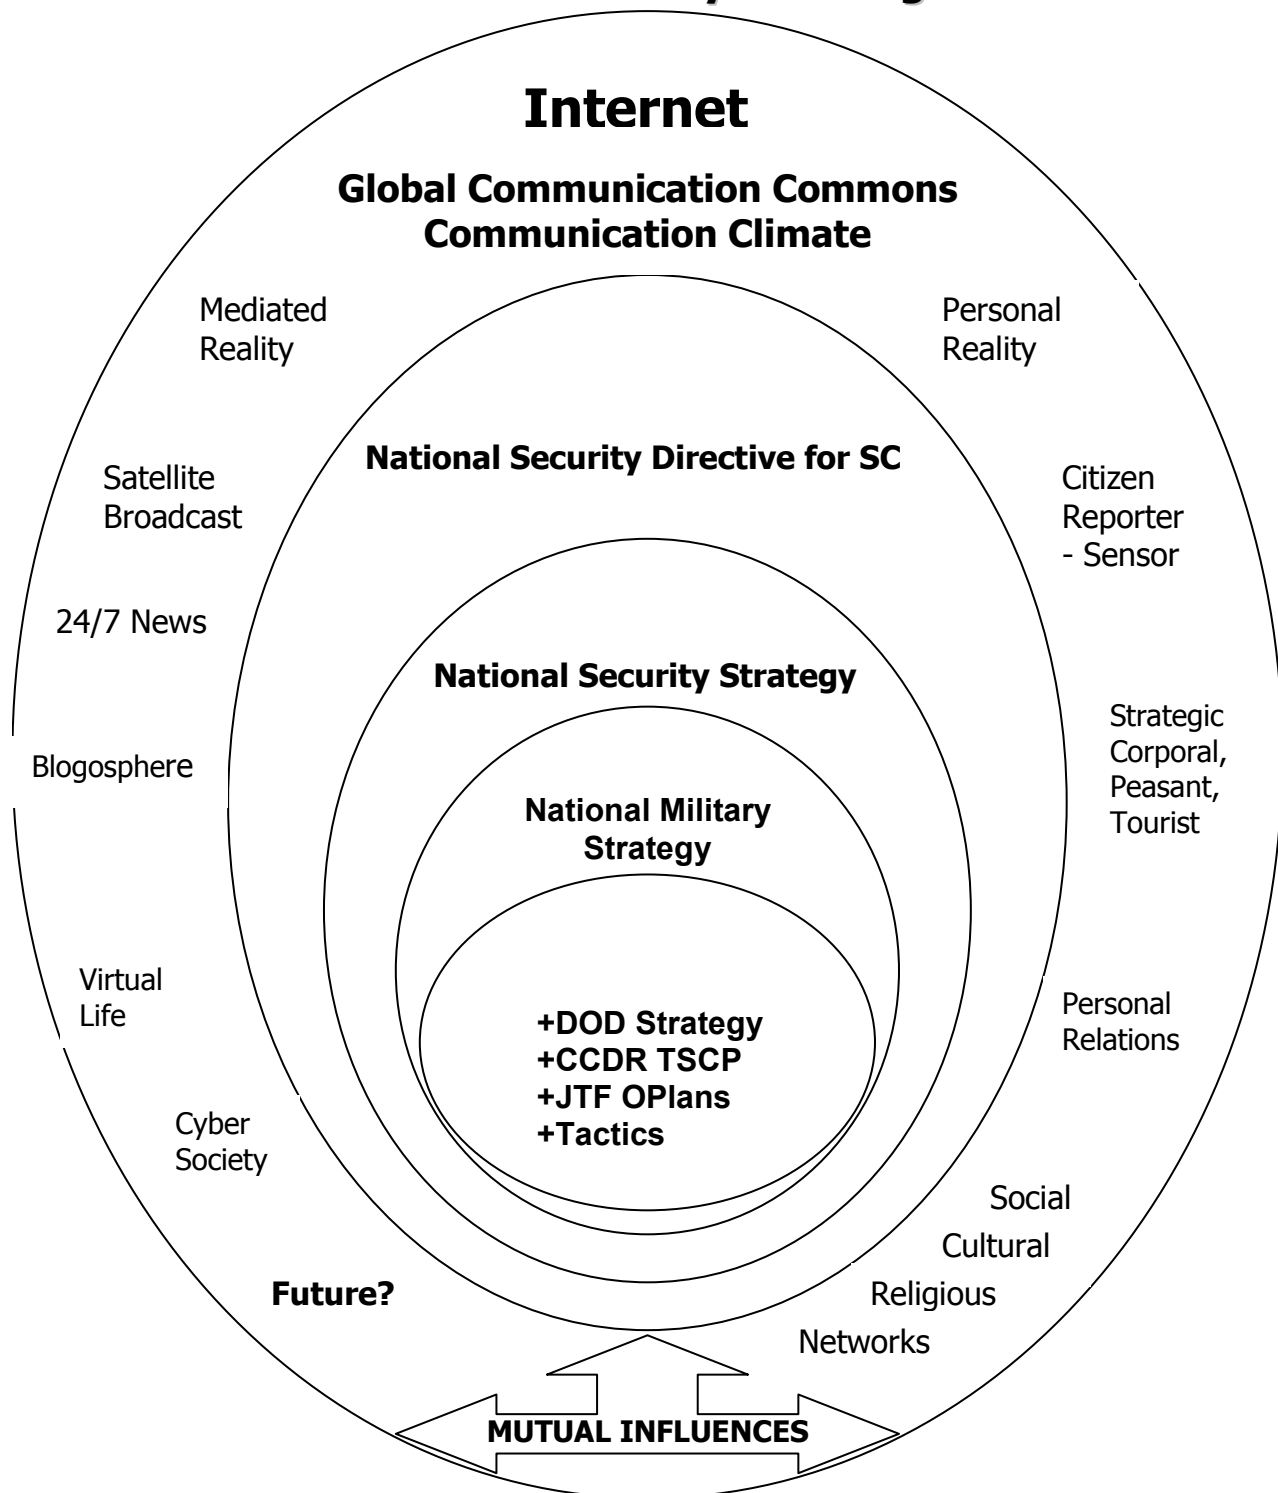 Internet
Global Communication Commons
Communication Climate
Mediated
Reality
Personal
Reality
National Security Directive for SC
Satellite
Broadcast
Citizen
Reporter
- Sensor
24/7 News
National Security Strategy
Strategic
Corporal,
Peasant,
Tourist
Blogosphere
National Military
Strategy
Virtual
Life
Personal
Relations
+DOD Strategy
+CCDR TSCP
+JTF OPlans
+Tactics
Cyber
Society
Social
Cultural
Religious
Networks
Future?
MUTUAL INFLUENCES